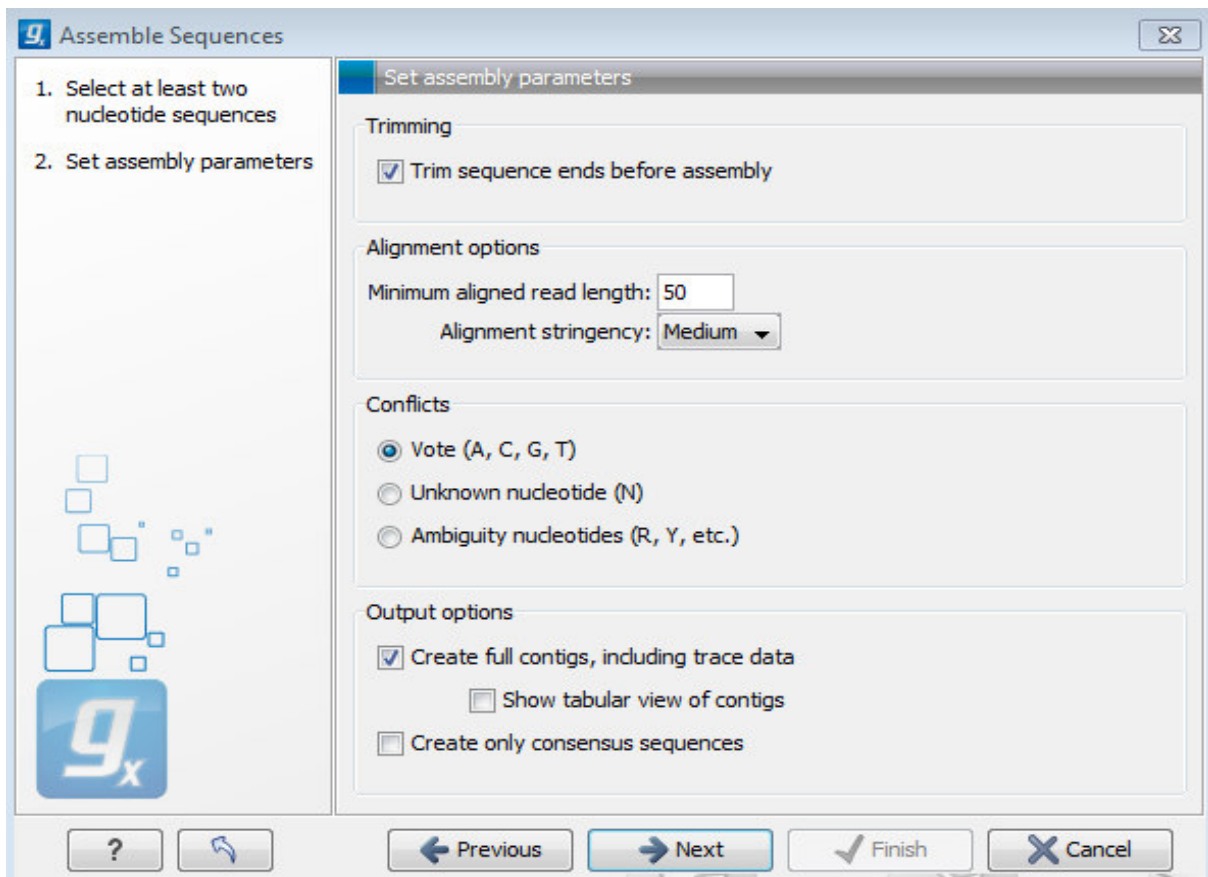 gx Assemble Sequences
1. Select at least two
nucleotide sequences
2. Set assembly parameters
gx
Set assembly parameters
Trimming
Trim sequence ends before assembly
Alignment options
Minimum aligned read length: 50
Alignment stringency: Medium
Conflicts
Vote (A, C, G, T)
Unknown nucleotide (N)
Ambiguity nucleotides (R, Y, etc.)
Output options
Create full contigs, including trace data
Show tabular view of contigs
Create only consensus sequences
? Previous Next Finish Cancel